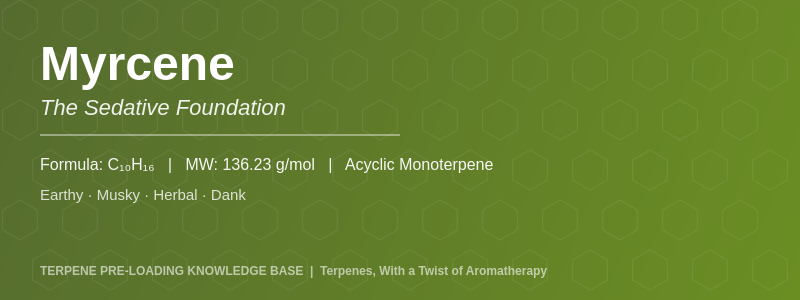 Myrcene
The Sedative Foundation
Formula: C₁₀H₁₆ | MW: 136.23 g/mol | Acyclic Monoterpene
Earthy · Musky · Herbal · Dank
TERPENE PRE-LOADING KNOWLEDGE BASE | Terpenes, With a Twist of Aromatherapy